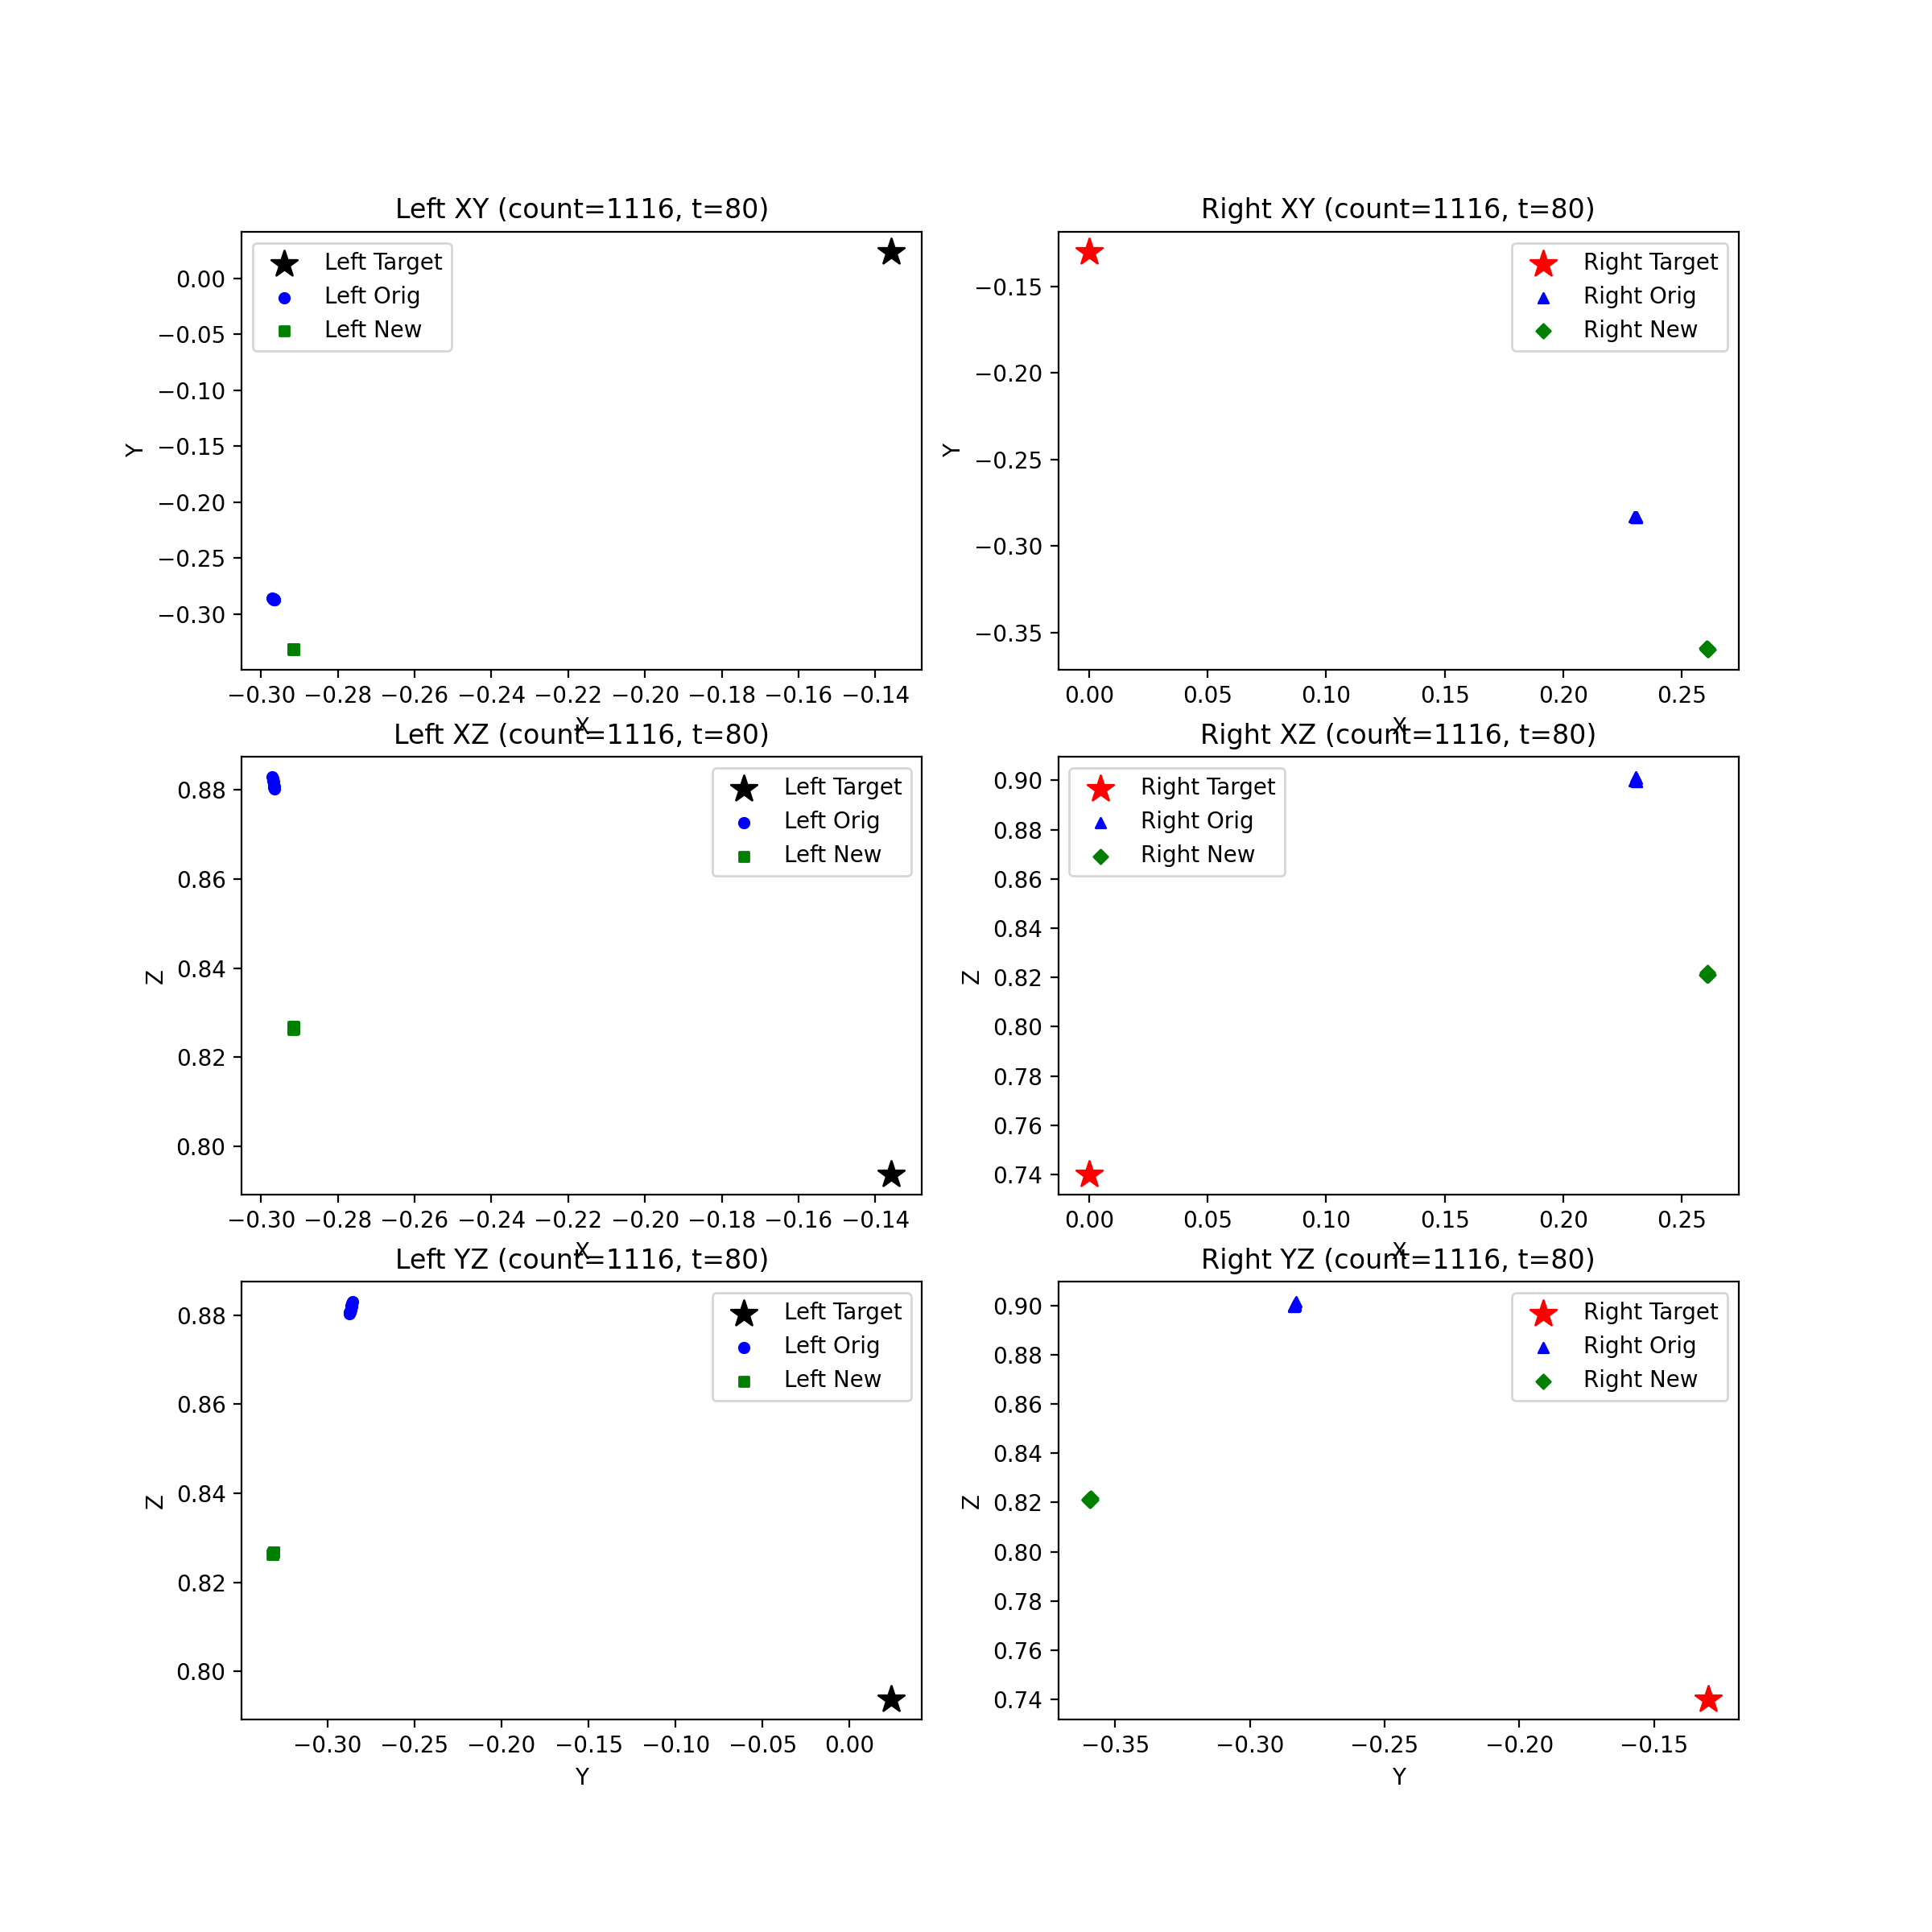 Left XY (count=1116, t=80)
Left Target
Left Orig
Left New
0.00
−0.05
−0.10
−0.15
−0.20
−0.25
−0.30
Y
−0.30 −0.28 −0.26 −0.24 −0.22 −0.20 −0.18 −0.16 −0.14
X
Right XY (count=1116, t=80)
Right Target
Right Orig
Right New
−0.15
−0.20
−0.25
−0.30
−0.35
Y
0.00 0.05 0.10 0.15 0.20 0.25
X
Left XZ (count=1116, t=80)
Left Target
Left Orig
Left New
0.88
0.86
0.84
0.82
0.80
Z
−0.30 −0.28 −0.26 −0.24 −0.22 −0.20 −0.18 −0.16 −0.14
X
Right XZ (count=1116, t=80)
Right Target
Right Orig
Right New
0.90
0.88
0.86
0.84
0.82
0.80
0.78
0.76
0.74
Z
0.00 0.05 0.10 0.15 0.20 0.25
X
Left YZ (count=1116, t=80)
Left Target
Left Orig
Left New
0.88
0.86
0.84
0.82
0.80
Z
−0.30 −0.25 −0.20 −0.15 −0.10 −0.05 0.00
Y
Right YZ (count=1116, t=80)
Right Target
Right Orig
Right New
0.90
0.88
0.86
0.84
0.82
0.80
0.78
0.76
0.74
Z
−0.35 −0.30 −0.25 −0.20 −0.15
Y